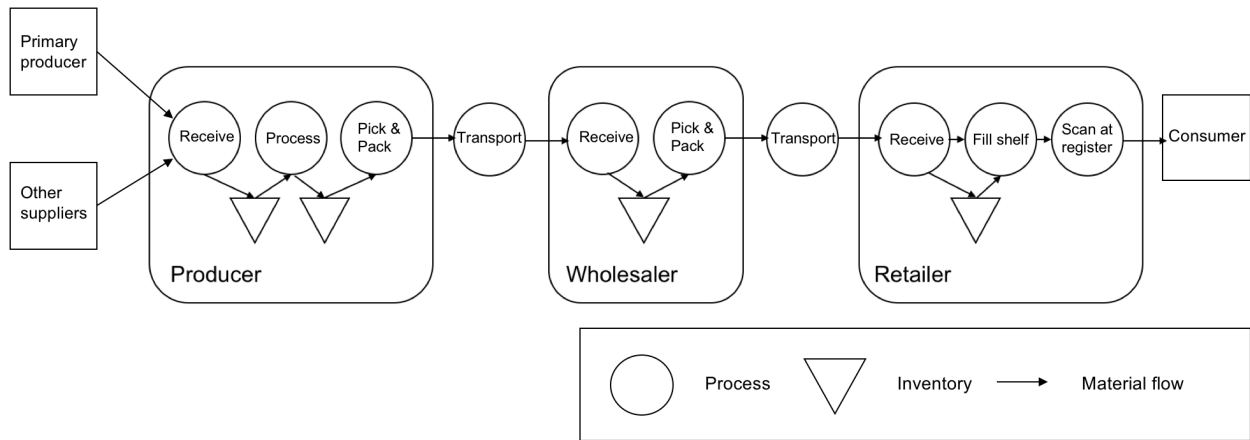 Primary
producer
Other
suppliers
Receive
Process
Pick &
Pack
Producer
Transport
Receive
Pick &
Pack
Wholesaler
Transport
Receive
Fill shelf
Scan at
register
Retailer
Consumer
Process
Inventory
Material flow